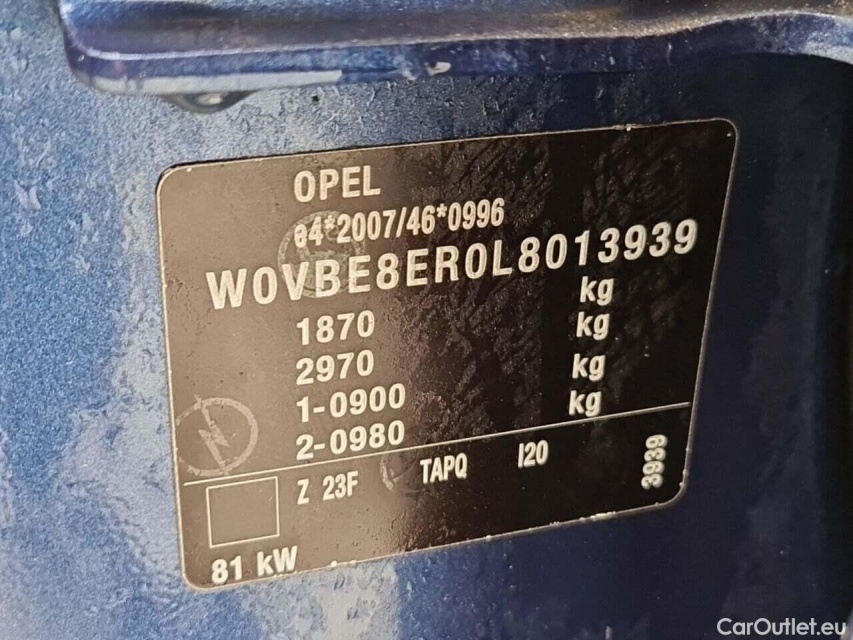 OPEL
e4*2007/46*0996
W0VBE8ER0L8013939
1870 kg
2970 kg
1-0900 kg
2-0980 kg
Z 23F TAPQ I20 3939
81 kW
CarOutlet.eu